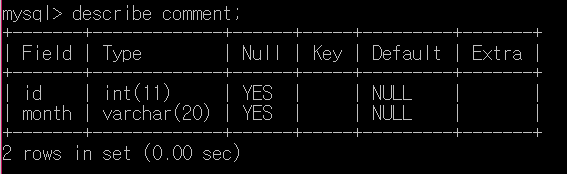 mysql> describe comment;
+-------+-------------+------+-----+---------+-------+
| Field | Type | Null | Key | Default | Extra |
+-------+-------------+------+-----+---------+-------+
| id | int(11) | YES | | NULL | |
| month | varchar(20) | YES | | NULL | |
+-------+-------------+------+-----+---------+-------+
2 rows in set (0.00 sec)